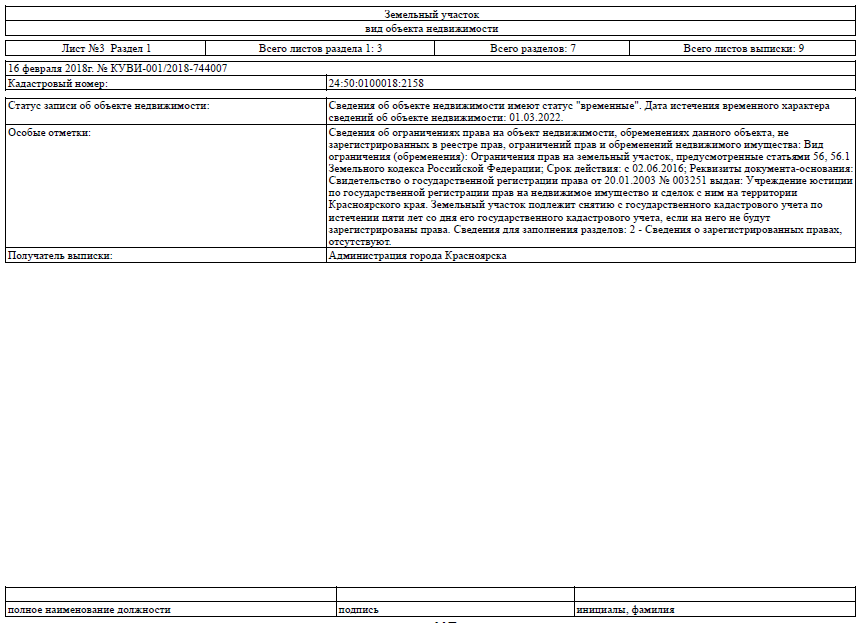 Земельный участок
вид объекта недвижимости
Лист №3 Раздел 1 Всего листов раздела 1: 3 Всего разделов: 7 Всего листов выписки: 9
16 февраля 2018г. № КУВИ-001/2018-744007
Кадастровый номер: 24:50:0100018:2158
Статус записи об объекте недвижимости: Сведения об объекте недвижимости имеют статус "временные". Дата истечения временного характера
сведений об объекте недвижимости: 01.03.2022.
Особые отметки: Сведения об ограничениях права на объект недвижимости, обременениях данного объекта, не
зарегистрированных в реестре прав, ограничений прав и обременений недвижимого имущества: Вид
ограничения (обременения): Ограничения прав на земельный участок, предусмотренные статьями 56, 56.1
Земельного кодекса Российской Федерации; Срок действия: с 02.06.2016; Реквизиты документа-основания:
Свидетельство о государственной регистрации права от 20.01.2003 № 003251 выдан: Учреждение юстиции
по государственной регистрации прав на недвижимое имущество и сделок с ним на территории
Красноярского края. Земельный участок подлежит снятию с государственного кадастрового учета по
истечении пяти лет со дня его государственного кадастрового учета, если на него не будут
зарегистрированы права. Сведения для заполнения разделов: 2 - Сведения о зарегистрированных правах,
отсутствуют.
Получатель выписки: Администрация города Красноярска
полное наименование должности подпись инициалы, фамилия